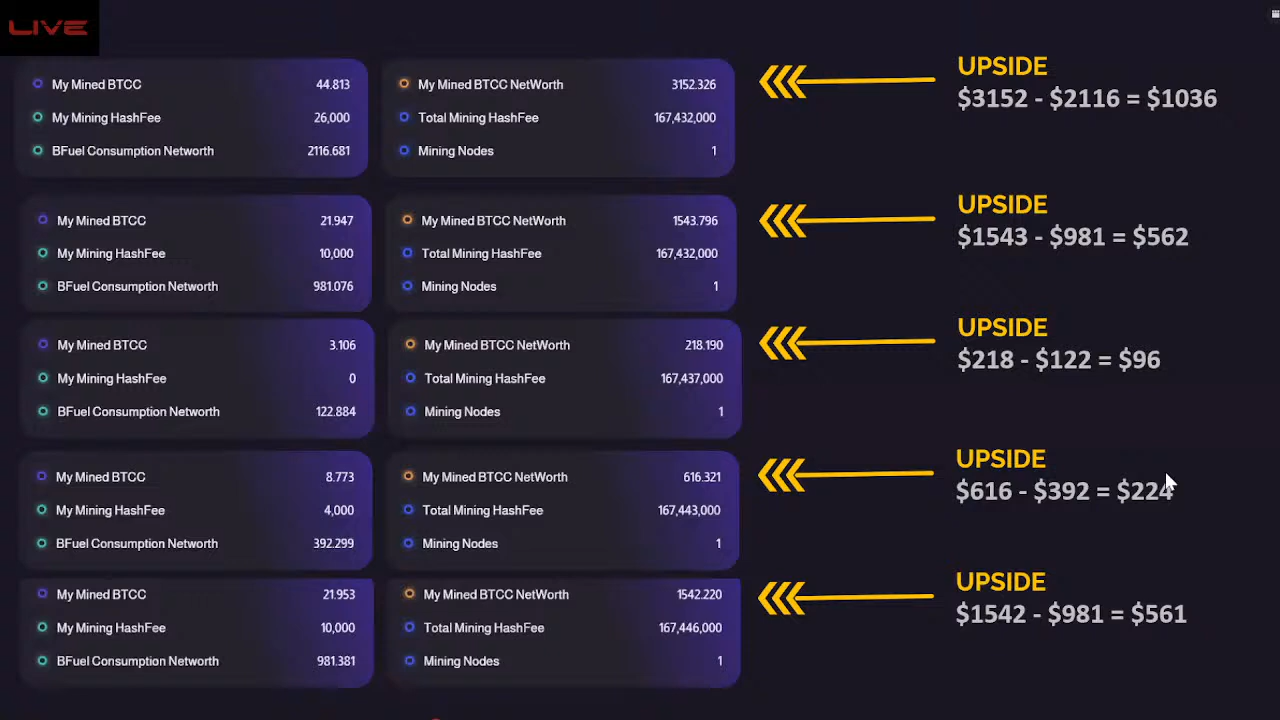 LIVE
My Mined BTCC 44.813
My Mining HashFee 26,000
BFuel Consumption Networth 2116.681
My Mined BTCC NetWorth 3152.326
Total Mining HashFee 167,432,000
Mining Nodes 1
UPSIDE
$3152 - $2116 = $1036
My Mined BTCC 21.947
My Mining HashFee 10,000
BFuel Consumption Networth 981.076
My Mined BTCC NetWorth 1543.796
Total Mining HashFee 167,432,000
Mining Nodes 1
UPSIDE
$1543 - $981 = $562
My Mined BTCC 3.106
My Mining HashFee 0
BFuel Consumption Networth 122.884
My Mined BTCC NetWorth 218.190
Total Mining HashFee 167,437,000
Mining Nodes 1
UPSIDE
$218 - $122 = $96
My Mined BTCC 8.773
My Mining HashFee 4,000
BFuel Consumption Networth 392.299
My Mined BTCC NetWorth 616.321
Total Mining HashFee 167,443,000
Mining Nodes 1
UPSIDE
$616 - $392 = $224
My Mined BTCC 21.953
My Mining HashFee 10,000
BFuel Consumption Networth 981.381
My Mined BTCC NetWorth 1542.220
Total Mining HashFee 167,446,000
Mining Nodes 1
UPSIDE
$1542 - $981 = $561